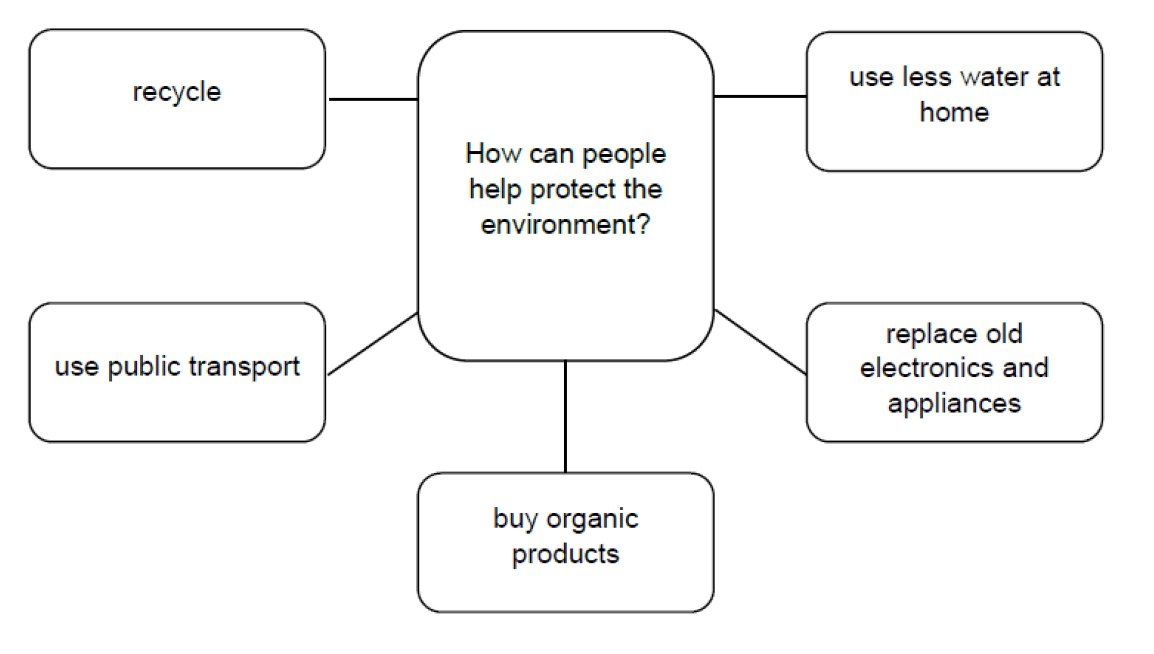 recycle
How can people
help protect the
environment?
use less water at
home
use public transport
replace old
electronics and
appliances
buy organic
products